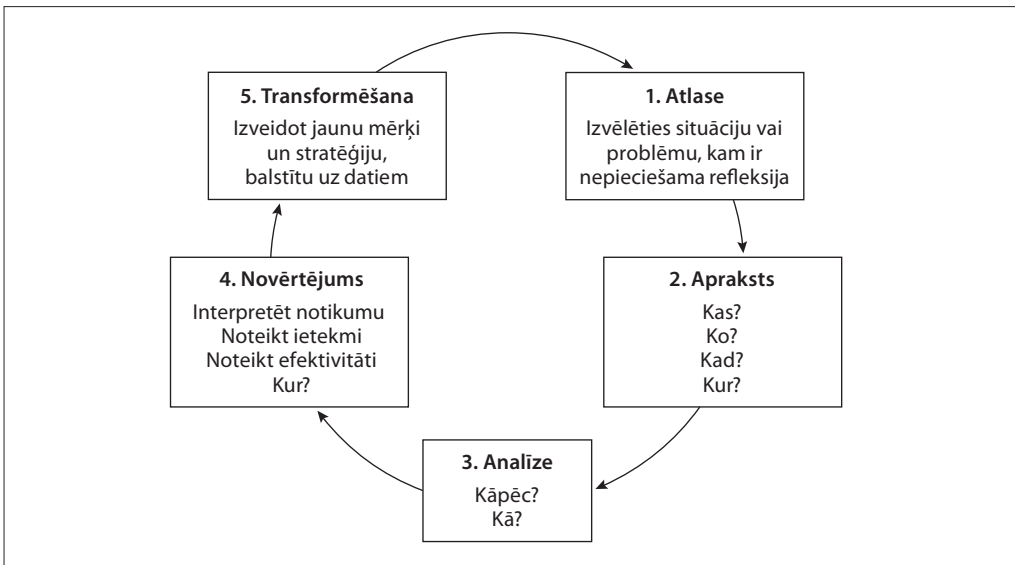 1. Atlase
Izvēlēties situāciju vai
problēmu, kam ir
nepieciešama refleksija
2. Apraksts
Kas?
Ko?
Kad?
Kur?
3. Analīze
Kāpēc?
Kā?
4. Novērtējums
Interpretēt notikumu
Noteikt ietekmi
Noteikt efektivitāti
Kur?
5. Transformēšana
Izveidot jaunu mērķi
un stratēģiju,
balstītu uz datiem